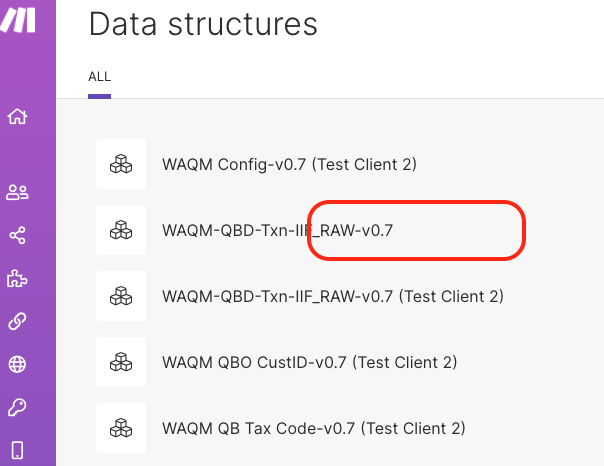 Data structures
ALL
WAQM Config-v0.7 (Test Client 2)
WAQM-QBD-Txn-IIF_RAW-v0.7
WAQM-QBD-Txn-IIF_RAW-v0.7 (Test Client 2)
WAQM QBO CustID-v0.7 (Test Client 2)
WAQM QB Tax Code-v0.7 (Test Client 2)